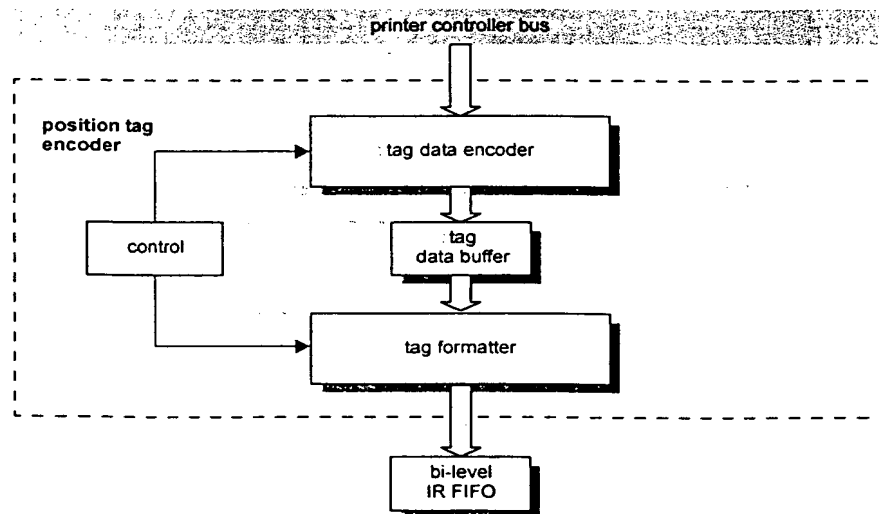 printer controller bus
position tag
encoder
tag data encoder
control
tag
data buffer
tag formatter
bi-level
IR FIFO